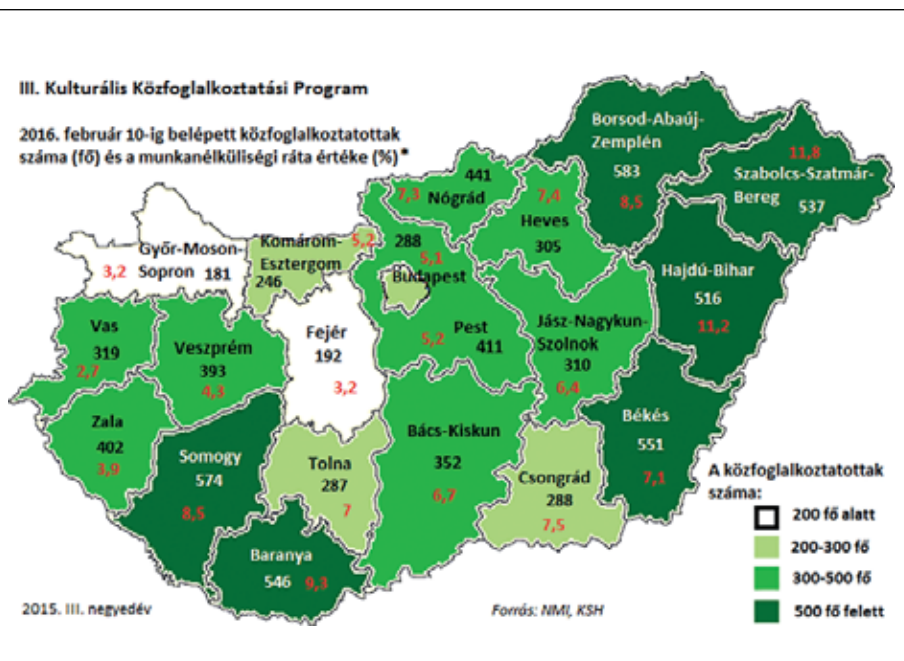 III. Kulturális Közfoglalkoztatási Program
2016. február 10-ig belépett közfoglalkoztatottak
száma (fő) és a munkanélküliségi ráta értéke (%)*
Borsod-Abaúj-
Zemplén
583
8,5
11,8
Szabolcs-Szatmár-
Bereg 537
441
7,3 Nógrád
7,4
Heves
305
Győr-Moson-
Sopron 181
3,2
Komárom-
Esztergom
246
5,2
288
5,1
Budapest
Hajdú-Bihar
516
11,2
Vas
319
2,7
Veszprém
393
4,3
Fejér
192
3,2
Pest
411
5,2
Jász-Nagykun-
Szolnok
310
6,4
Zala
402
3,9
Somogy
574
8,5
Tolna
287
7
Bács-Kiskun
352
6,7
Csongrád
288
7,5
Békés
551
7,1
Baranya
546 9,3
A közfoglalkoztatottak
száma:
200 fő alatt
200-300 fő
300-500 fő
500 fő felett
2015. III. negyedév
Forrás: NMI, KSH